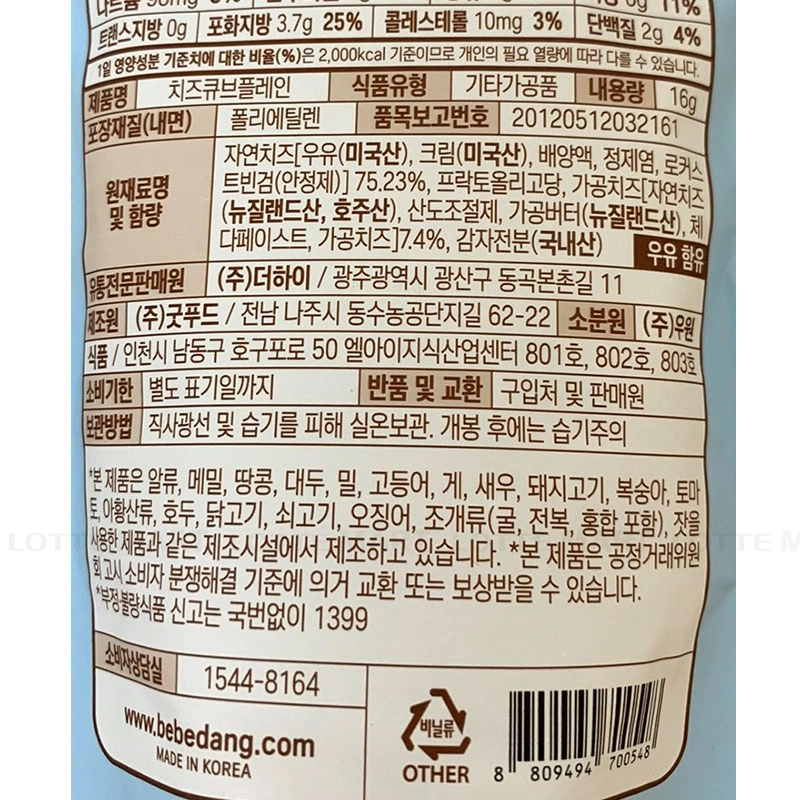 트랜스지방 0g 포화지방 3.7g 25% 콜레스테롤 10mg 3% 단백질 2g 4%
1일 영양성분 기준치에 대한 비율(%)은 2,000kcal 기준이므로 개인의 필요 열량에 따라 다를 수 있습니다.
제품명 치즈큐브플레인 식품유형 기타가공품 내용량 16g
포장재질(내면) 폴리에틸렌 품목보고번호 20120512032161
원재료명 및 함량
자연치즈[우유(미국산), 크림(미국산), 배양액, 정제염, 로커스
트빈검(안정제)] 75.23%, 프락토올리고당, 가공치즈[자연치즈
(뉴질랜드산, 호주산), 산도조절제, 가공버터(뉴질랜드산), 체
다페이스트, 가공치즈]7.4%, 감자전분(국내산) 우유 함유
유통전문판매원 (주)더하이 / 광주광역시 광산구 동곡본촌길 11
제조원 (주)굿푸드 / 전남 나주시 동수농공단지길 62-22 소분원 (주)우원
식품 / 인천시 남동구 호구포로 50 엘아이지식산업센터 801호, 802호, 803호
소비기한 별도 표기일까지 반품 및 교환 구입처 및 판매원
보관방법 직사광선 및 습기를 피해 실온보관. 개봉 후에는 습기주의
*본 제품은 알류, 메밀, 땅콩, 대두, 밀, 고등어, 게, 새우, 돼지고기, 복숭아, 토마
토, 아황산류, 호두, 닭고기, 쇠고기, 오징어, 조개류(굴, 전복, 홍합 포함), 잣을
사용한 제품과 같은 제조시설에서 제조하고 있습니다. *본 제품은 공정거래위원
회 고시 소비자 분쟁해결 기준에 의거 교환 또는 보상받을 수 있습니다.
*부정·불량식품 신고는 국번없이 1399
소비자상담실 1544-8164
www.bebedang.com
MADE IN KOREA
비닐류
OTHER
8 809494 700548